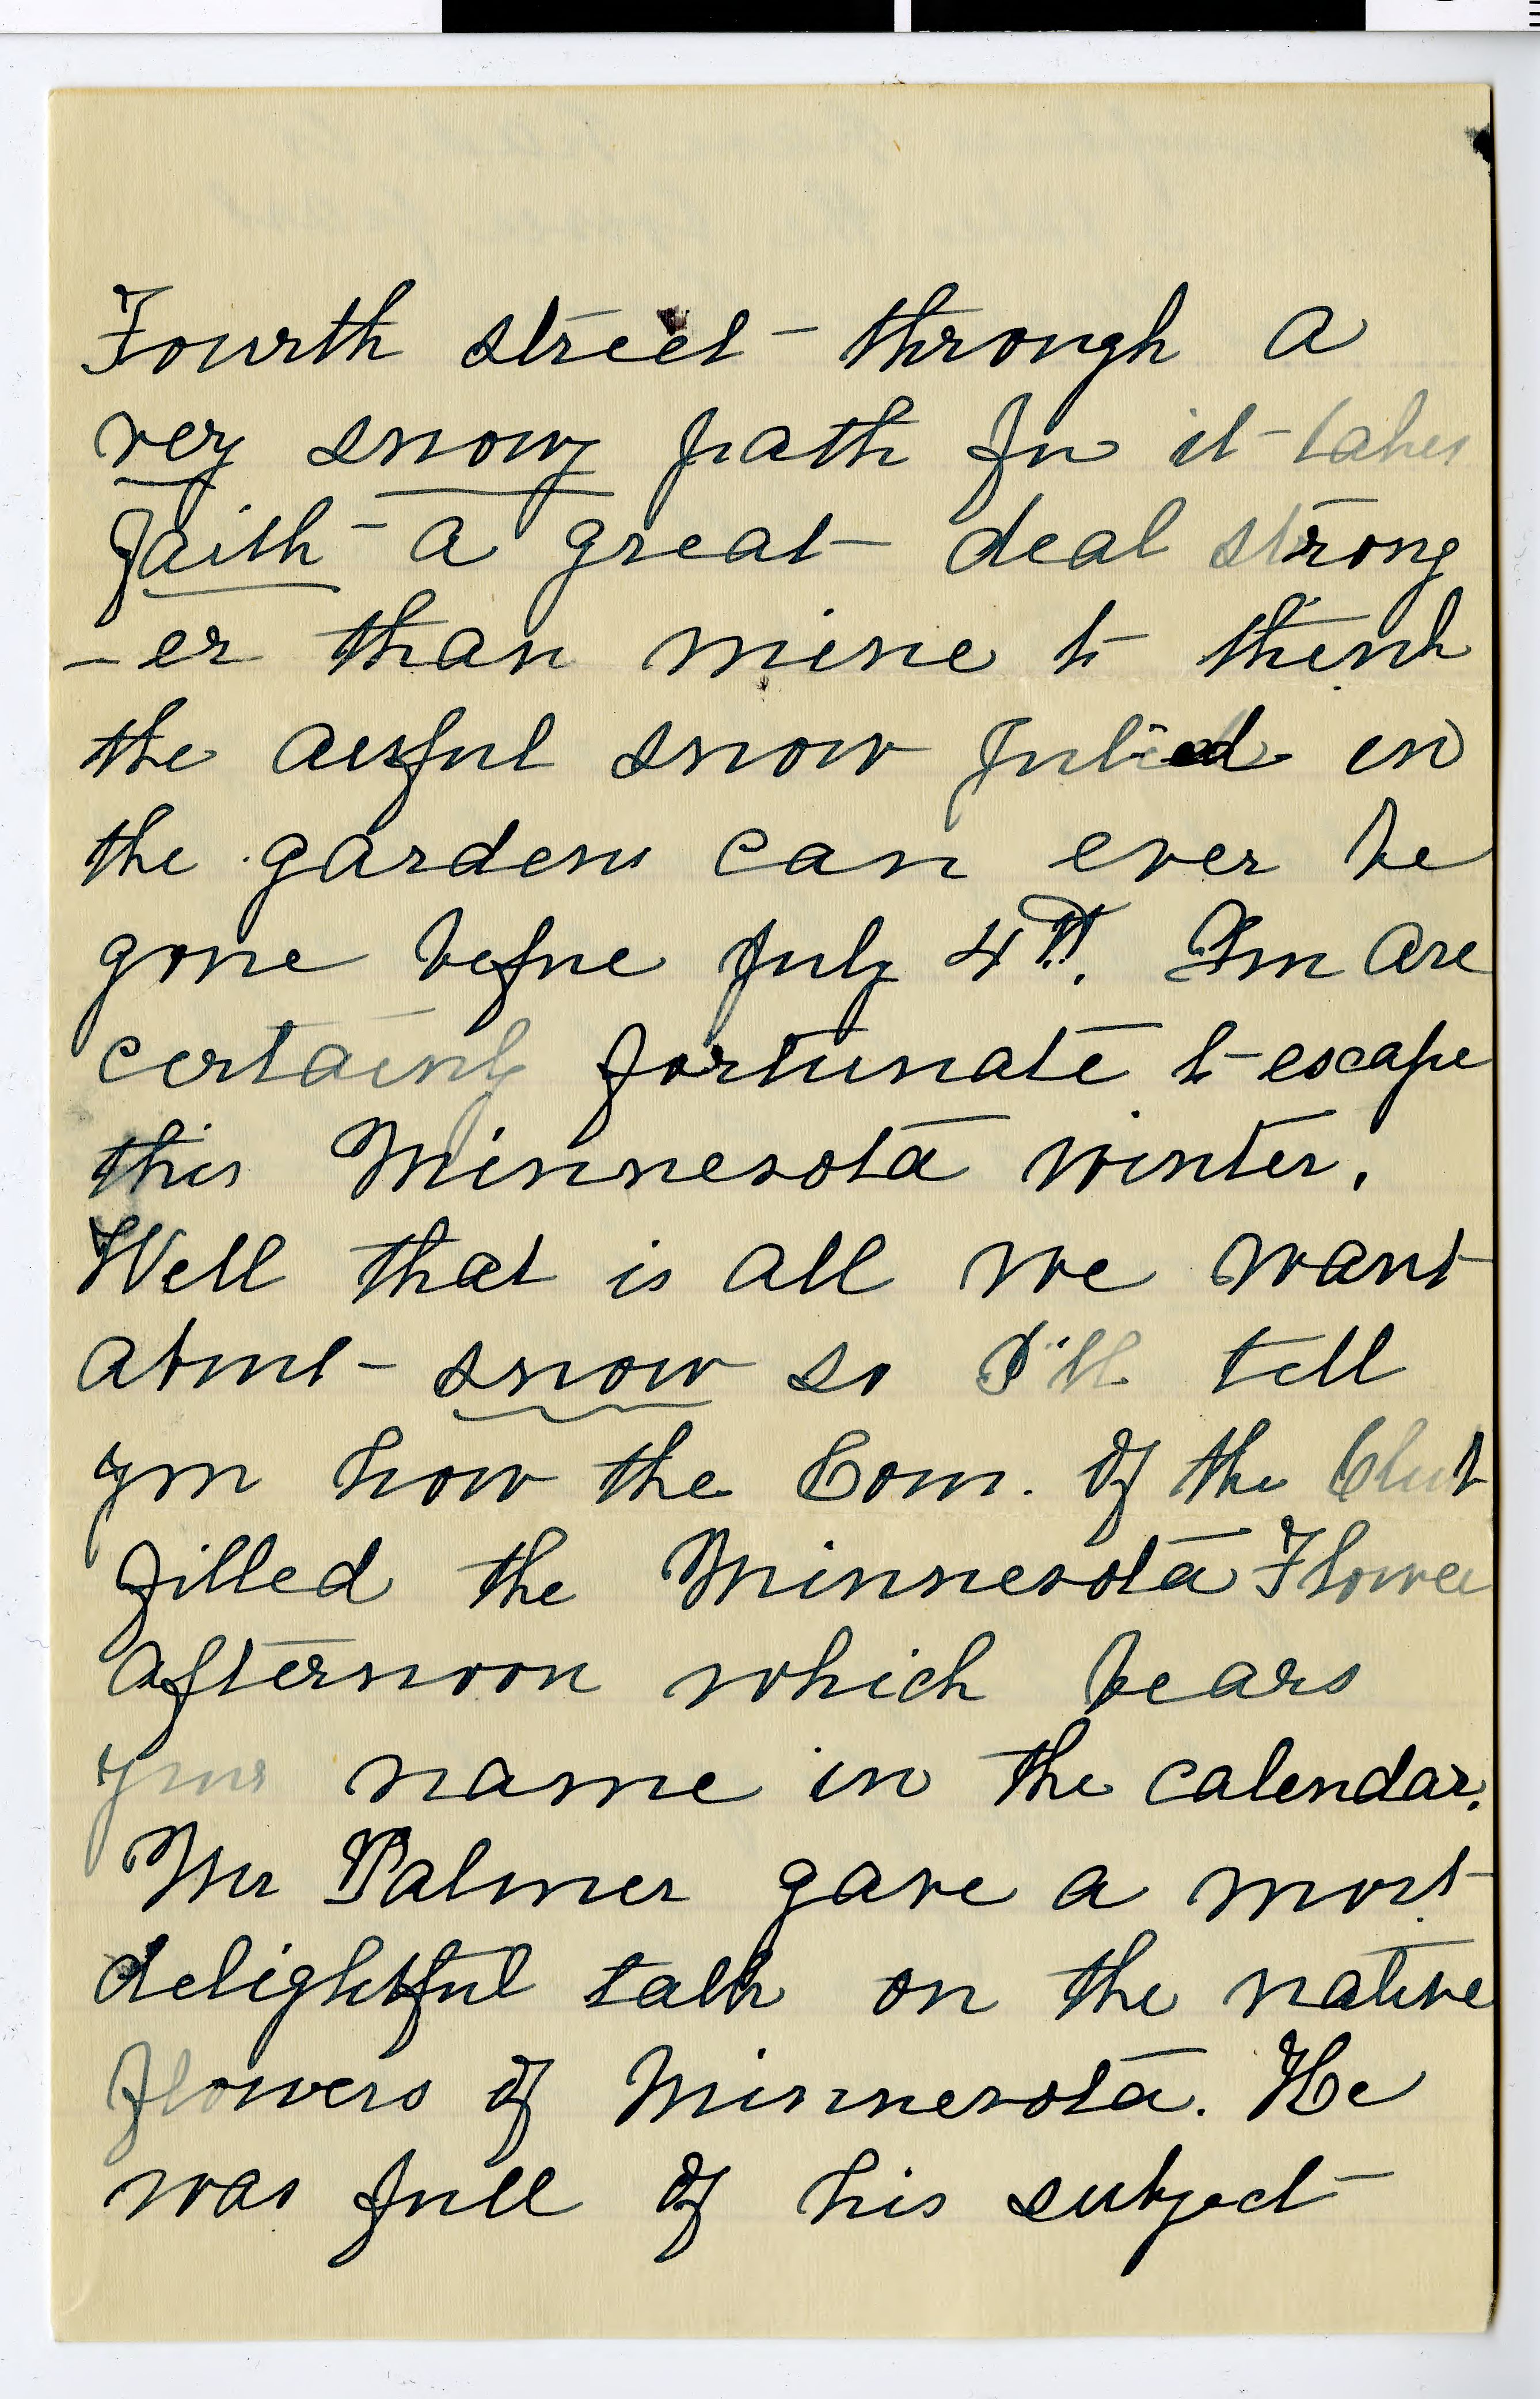 Fourth street through a
very snowy path for it takes
faith a great deal strong
-er than mine to think
the awful snow piled in
the gardens can ever be
gone before July 4th. You are
certainly fortunate to escape
this Minnesota winter.
Well that is all we want
about snow so I'll tell
you how the Com. of the Club
filled the Minnesota Flower
afternoon which bears
your name in the calendar.
Mr Palmer gave a most
delightful talk on the native
flowers of Minnesota. He
was full of his subject